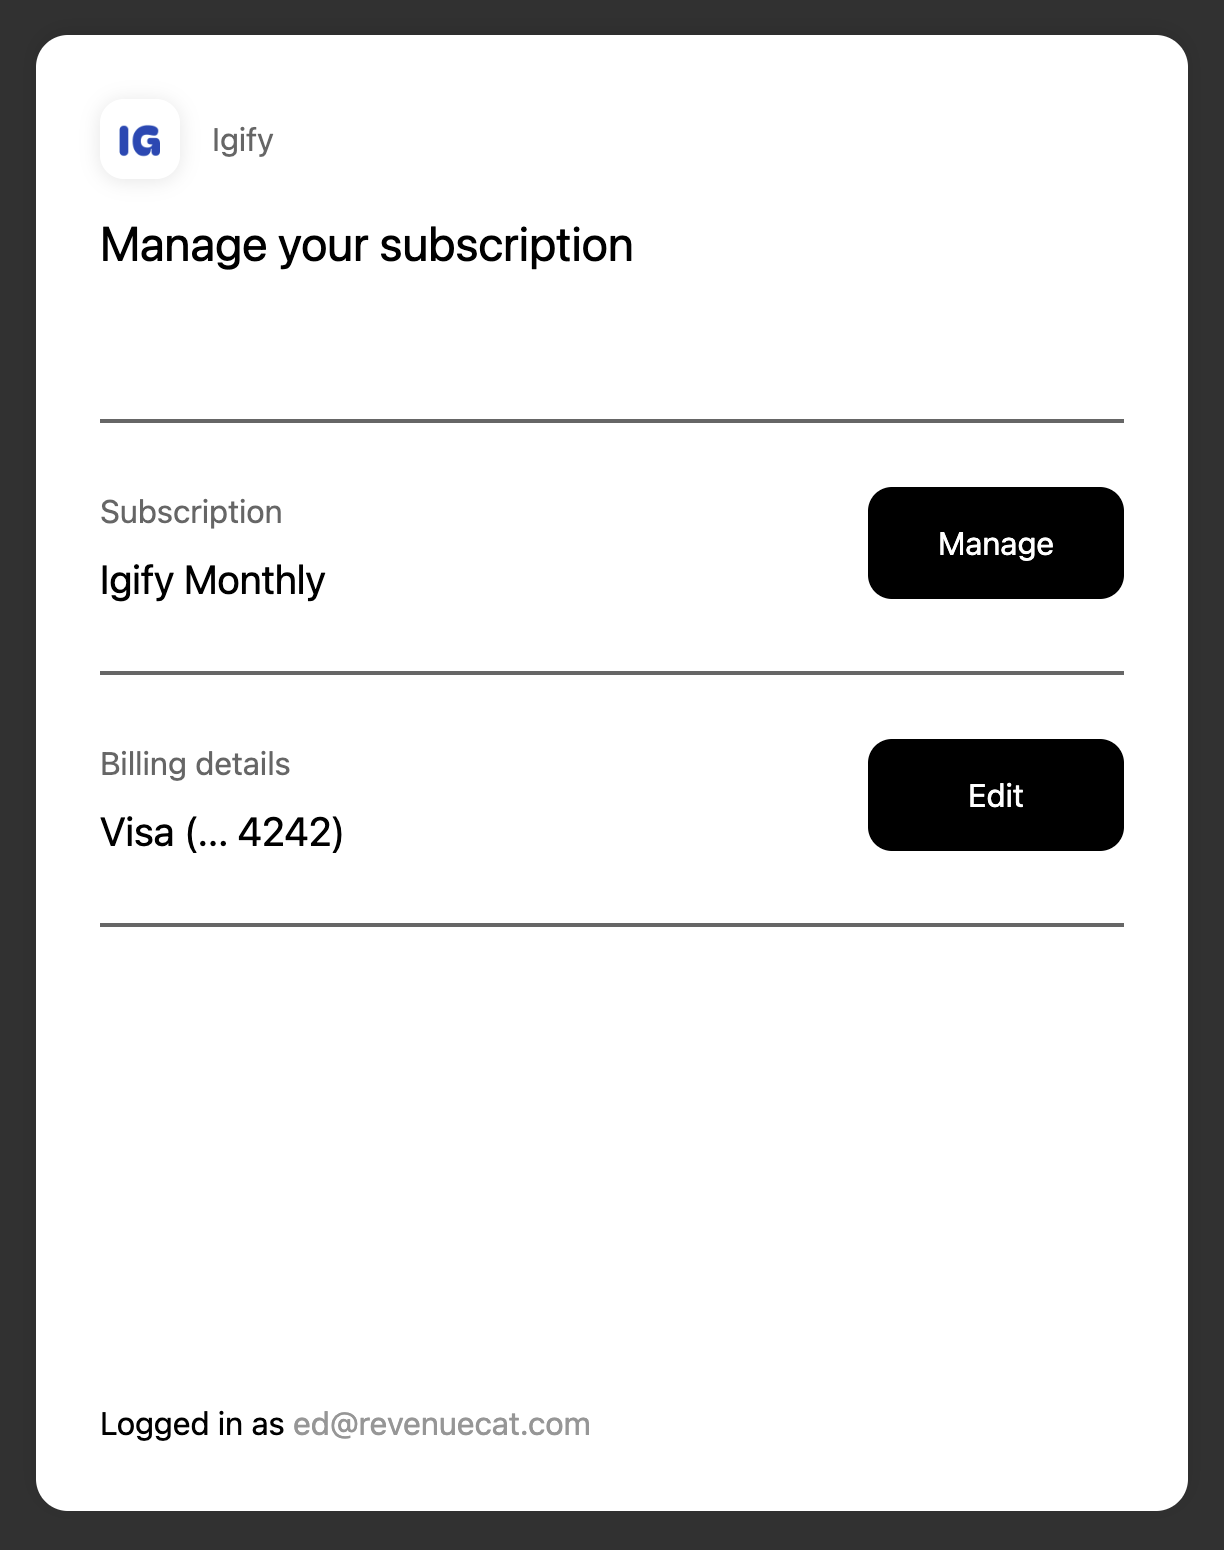 IG
Igify
Manage your subscription
Subscription
Igify Monthly
Manage
Billing details
Visa (... 4242)
Edit
Logged in as ed@revenuecat.com